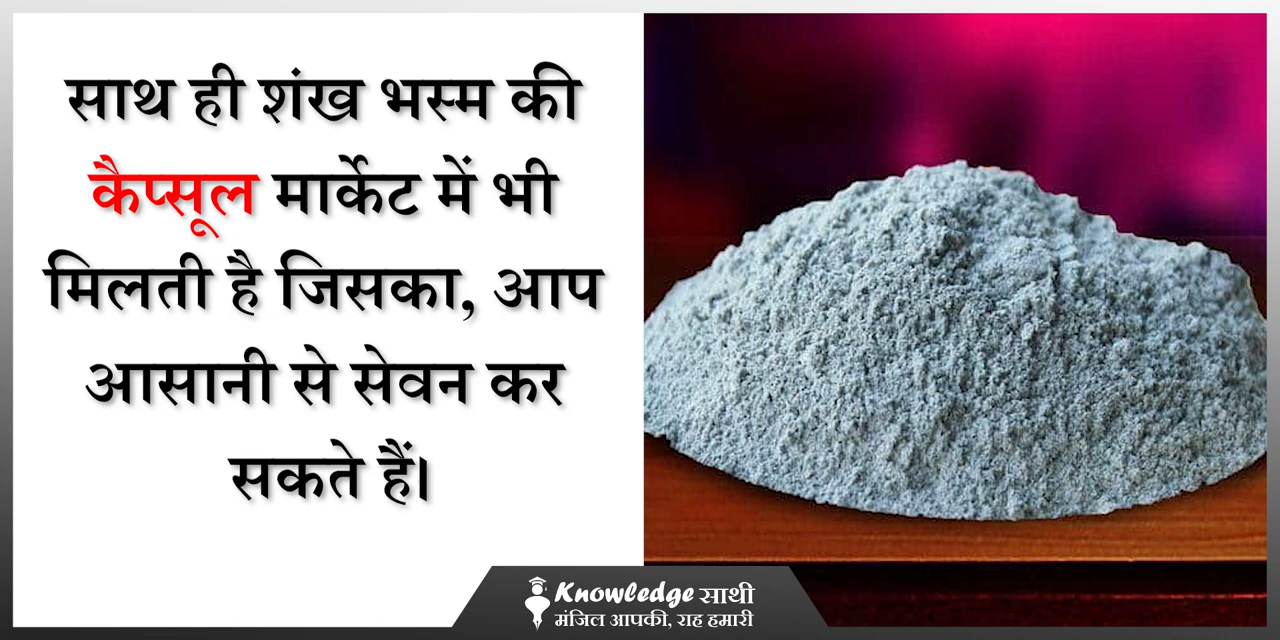 साथ ही शंख भस्म की
कैप्सूल मार्केट में भी
मिलती है जिसका, आप
आसानी से सेवन कर
सकते हैं।
Knowledge साथी
मंजिल आपकी, राह हमारी